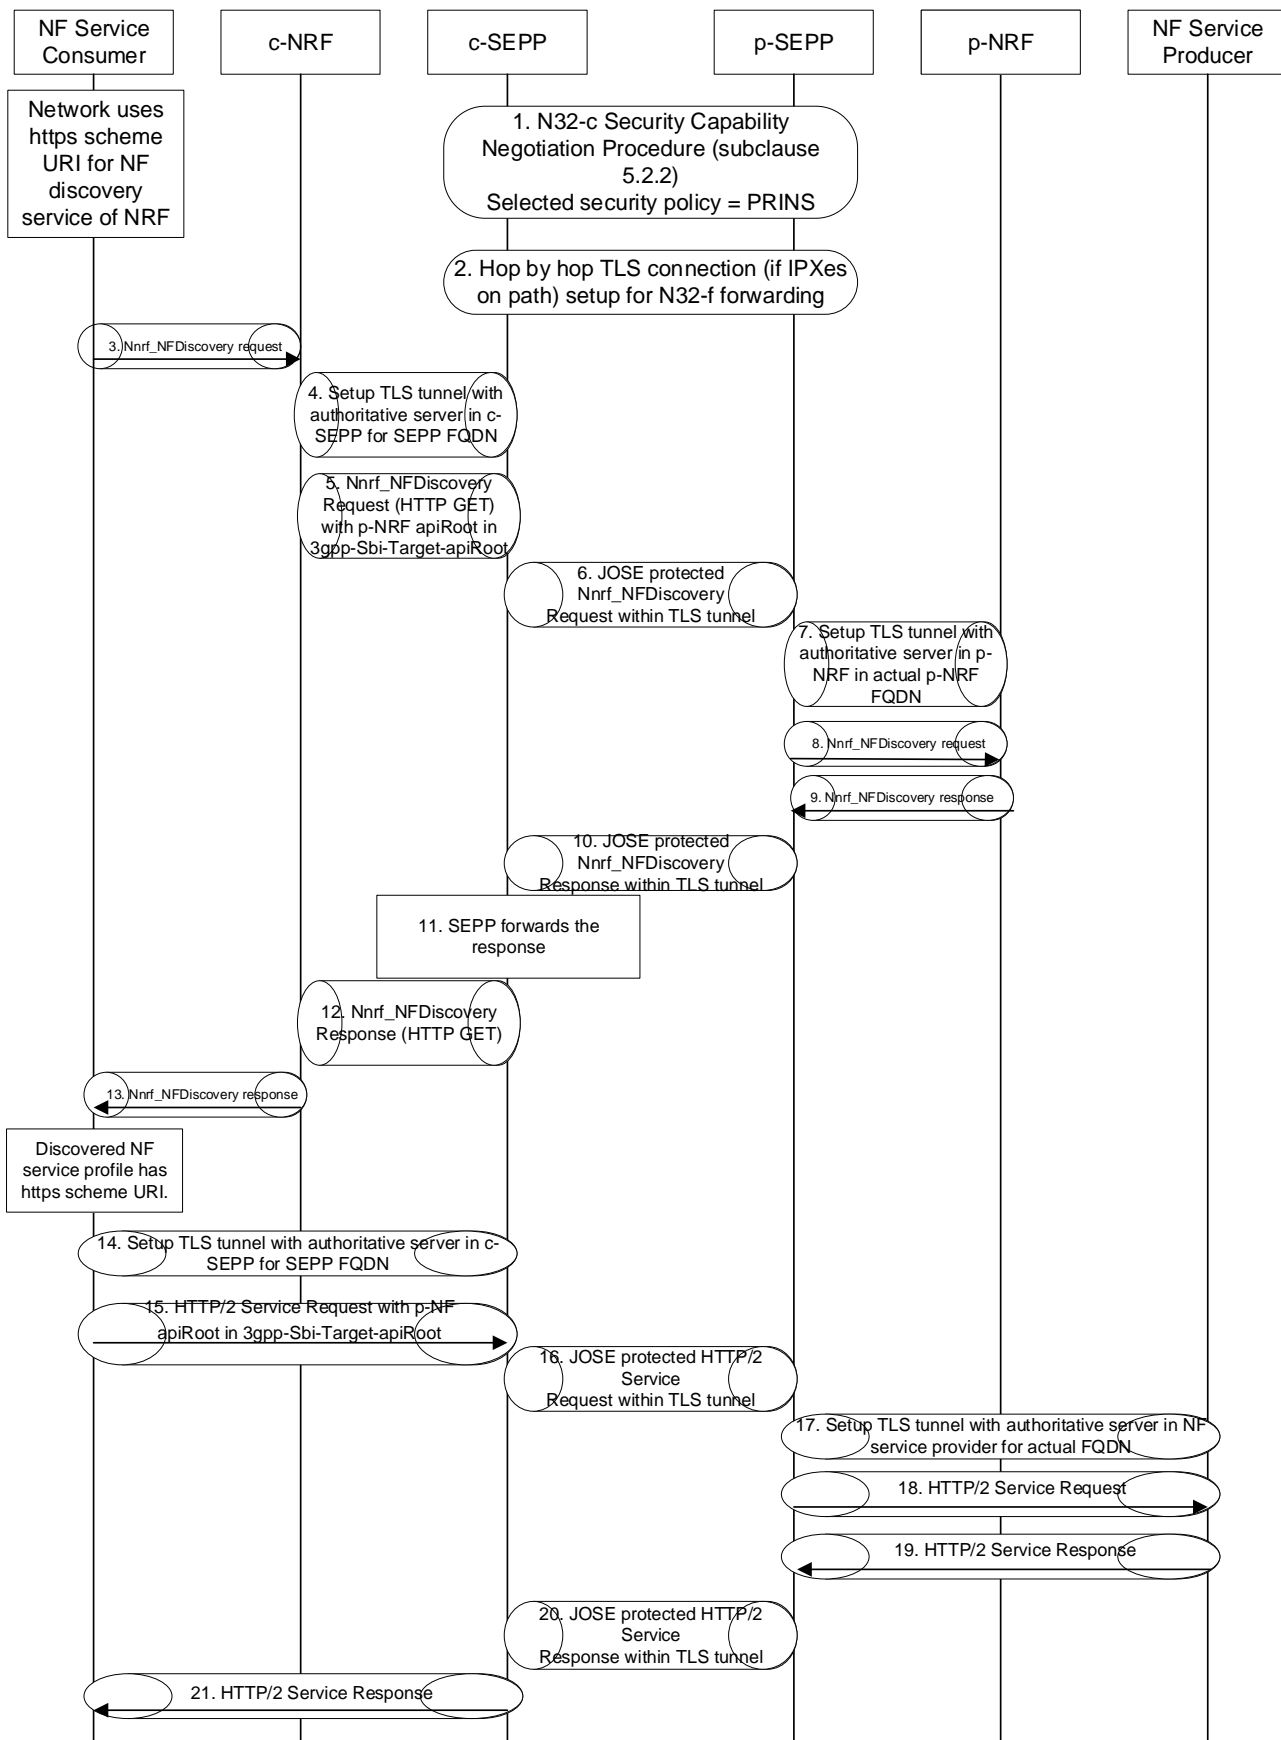 NF Service
Consumer
c-NRF
c-SEPP
p-SEPP
p-NRF
NF Service
Producer
Network uses
https scheme
URI for NF
discovery
service of NRF
1. N32-c Security Capability
Negotiation Procedure (subclause
5.2.2)
Selected security policy = PRINS
2. Hop by hop TLS connection (if IPXes
on path) setup for N32-f forwarding
3. Nnrf_NFDiscovery request
4. Setup TLS tunnel with
authoritative server in c-
SEPP for SEPP FQDN
5. Nnrf_NFDiscovery
Request (HTTP GET)
with p-NRF apiRoot in
3gpp-Sbi-Target-apiRoot
6. JOSE protected
Nnrf_NFDiscovery
Request within TLS tunnel
7. Setup TLS tunnel with
authoritative server in p-
NRF in actual p-NRF
FQDN
8. Nnrf_NFDiscovery request
9. Nnrf_NFDiscovery response
10. JOSE protected
Nnrf_NFDiscovery
Response within TLS tunnel
11. SEPP forwards the
response
12. Nnrf_NFDiscovery
Response (HTTP GET)
13. Nnrf_NFDiscovery response
Discovered NF
service profile has
https scheme URI.
14. Setup TLS tunnel with authoritative server in c-
SEPP for SEPP FQDN
15. HTTP/2 Service Request with p-NF
apiRoot in 3gpp-Sbi-Target-apiRoot
16. JOSE protected HTTP/2
Service
Request within TLS tunnel
17. Setup TLS tunnel with authoritative server in NF
service provider for actual FQDN
18. HTTP/2 Service Request
19. HTTP/2 Service Response
20. JOSE protected HTTP/2
Service
Response within TLS tunnel
21. HTTP/2 Service Response